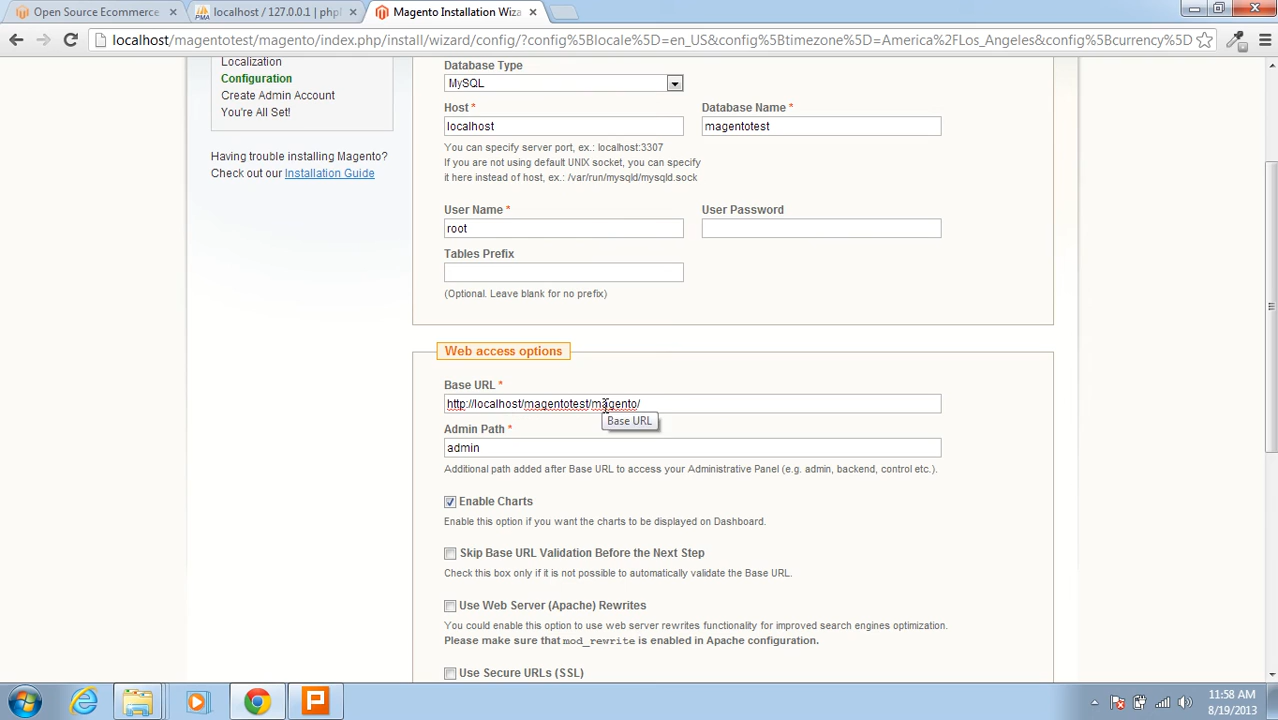 Open Source Ecommerce
localhost / 127.0.0.1 | phpl
Magento Installation Wiza
localhost/magentotest/magento/index.php/install/wizard/config/?config%5Blocale%5D=en_US&config%5Btimezone%5D=America%2FLos_Angeles&config%5Bcurrency%5D
Localization
Configuration
Create Admin Account
You're All Set!
Having trouble installing Magento?
Check out our Installation Guide
Database Type
MySQL
Host *
Database Name *
localhost
magentotest
You can specify server port, ex.: localhost:3307
If you are not using default UNIX socket, you can specify
it here instead of host, ex.: /var/run/mysqld/mysqld.sock
User Name *
User Password
root
Tables Prefix
(Optional. Leave blank for no prefix)
Web access options
Base URL *
http://localhost/magentotest/magento/
Base URL
Admin Path *
admin
Additional path added after Base URL to access your Administrative Panel (e.g. admin, backend, control etc.).
Enable Charts
Enable this option if you want the charts to be displayed on Dashboard.
Skip Base URL Validation Before the Next Step
Check this box only if it is not possible to automatically validate the Base URL.
Use Web Server (Apache) Rewrites
You could enable this option to use web server rewrites functionality for improved search engines optimization.
Please make sure that mod_rewrite is enabled in Apache configuration.
Use Secure URLs (SSL)
11:58 AM
8/19/2013